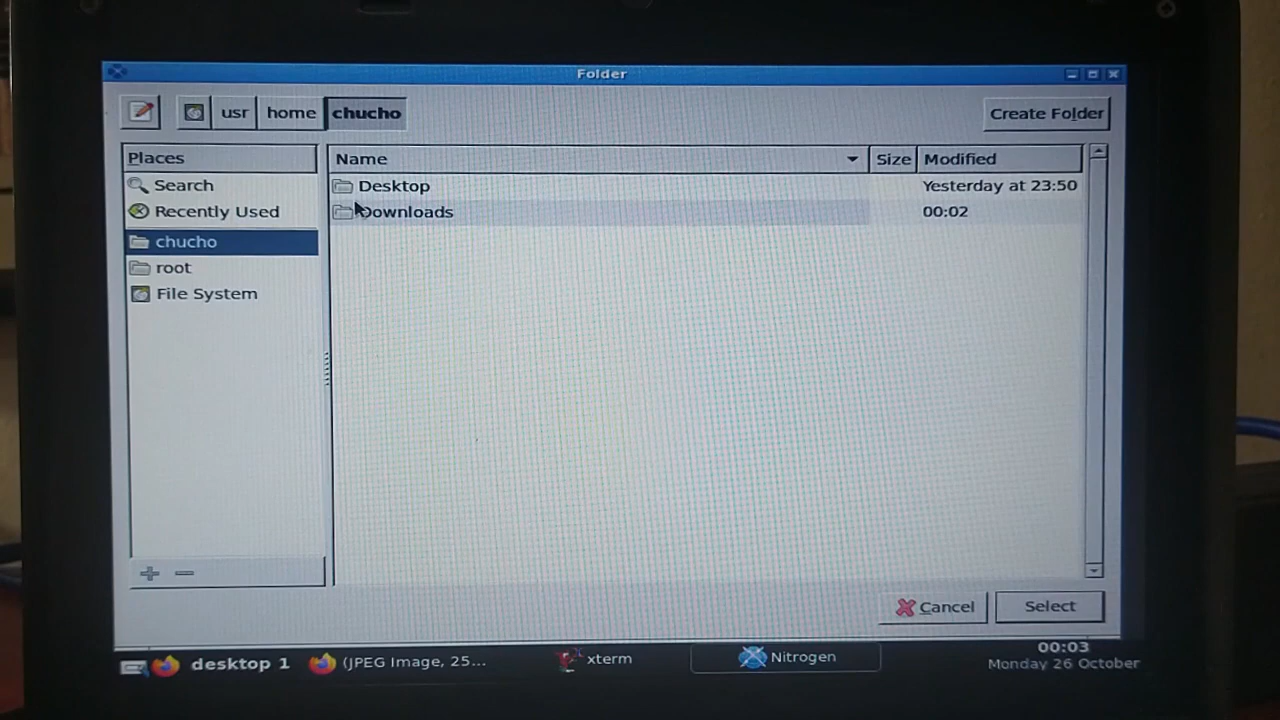 Folder
usr home chucho Create Folder
Places Name Size Modified
Search Desktop Yesterday at 23:50
Recently Used Downloads 00:02
chucho
root
File System
Cancel Select
desktop 1 (JPEG Image, 25... xterm Nitrogen 00:03
Monday 26 October